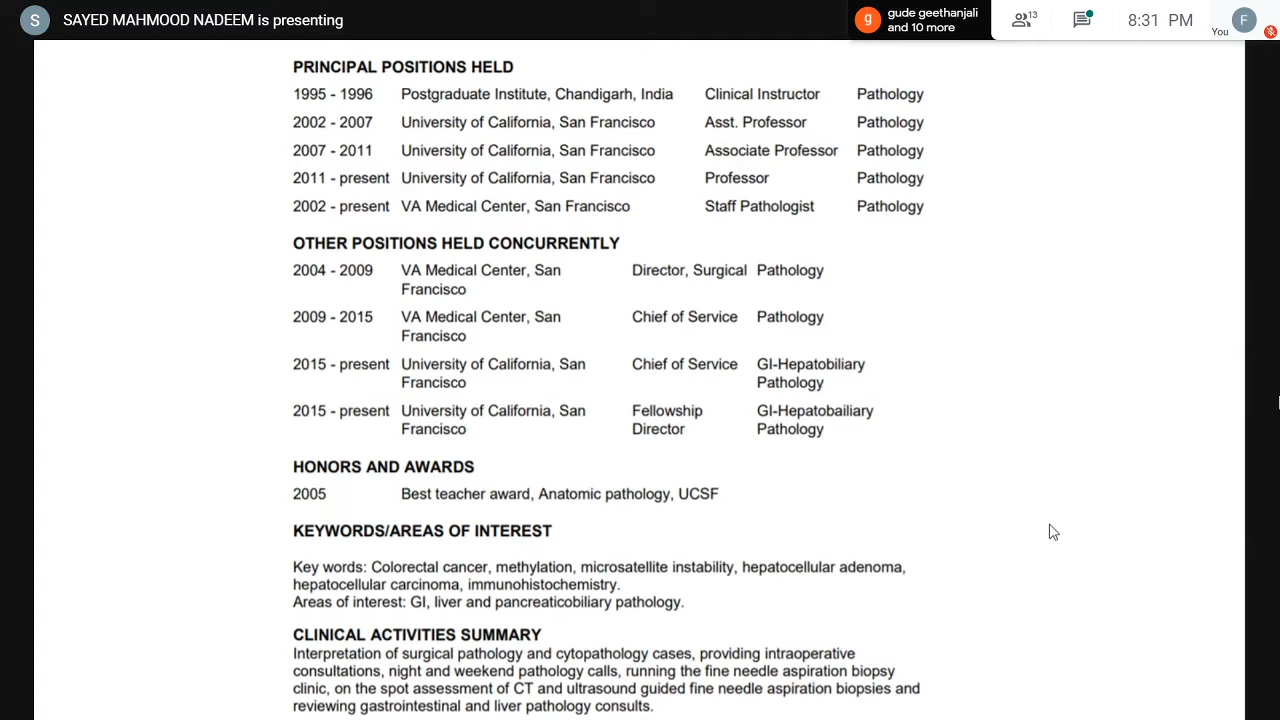 S SAYED MAHMOOD NADEEM is presenting
g gude geethanjali
and 10 more
13
8:31 PM
You F
PRINCIPAL POSITIONS HELD
1995 - 1996 Postgraduate Institute, Chandigarh, India Clinical Instructor Pathology
2002 - 2007 University of California, San Francisco Asst. Professor Pathology
2007 - 2011 University of California, San Francisco Associate Professor Pathology
2011 - present University of California, San Francisco Professor Pathology
2002 - present VA Medical Center, San Francisco Staff Pathologist Pathology
OTHER POSITIONS HELD CONCURRENTLY
2004 - 2009 VA Medical Center, San Director, Surgical Pathology
Francisco
2009 - 2015 VA Medical Center, San Chief of Service Pathology
Francisco
2015 - present University of California, San Chief of Service GI-Hepatobiliary
Francisco Pathology
2015 - present University of California, San Fellowship GI-Hepatobailiary
Francisco Director Pathology
HONORS AND AWARDS
2005 Best teacher award, Anatomic pathology, UCSF
KEYWORDS/AREAS OF INTEREST
Key words: Colorectal cancer, methylation, microsatellite instability, hepatocellular adenoma,
hepatocellular carcinoma, immunohistochemistry.
Areas of interest: GI, liver and pancreaticobiliary pathology.
CLINICAL ACTIVITIES SUMMARY
Interpretation of surgical pathology and cytopathology cases, providing intraoperative
consultations, night and weekend pathology calls, running the fine needle aspiration biopsy
clinic, on the spot assessment of CT and ultrasound guided fine needle aspiration biopsies and
reviewing gastrointestinal and liver pathology consults.